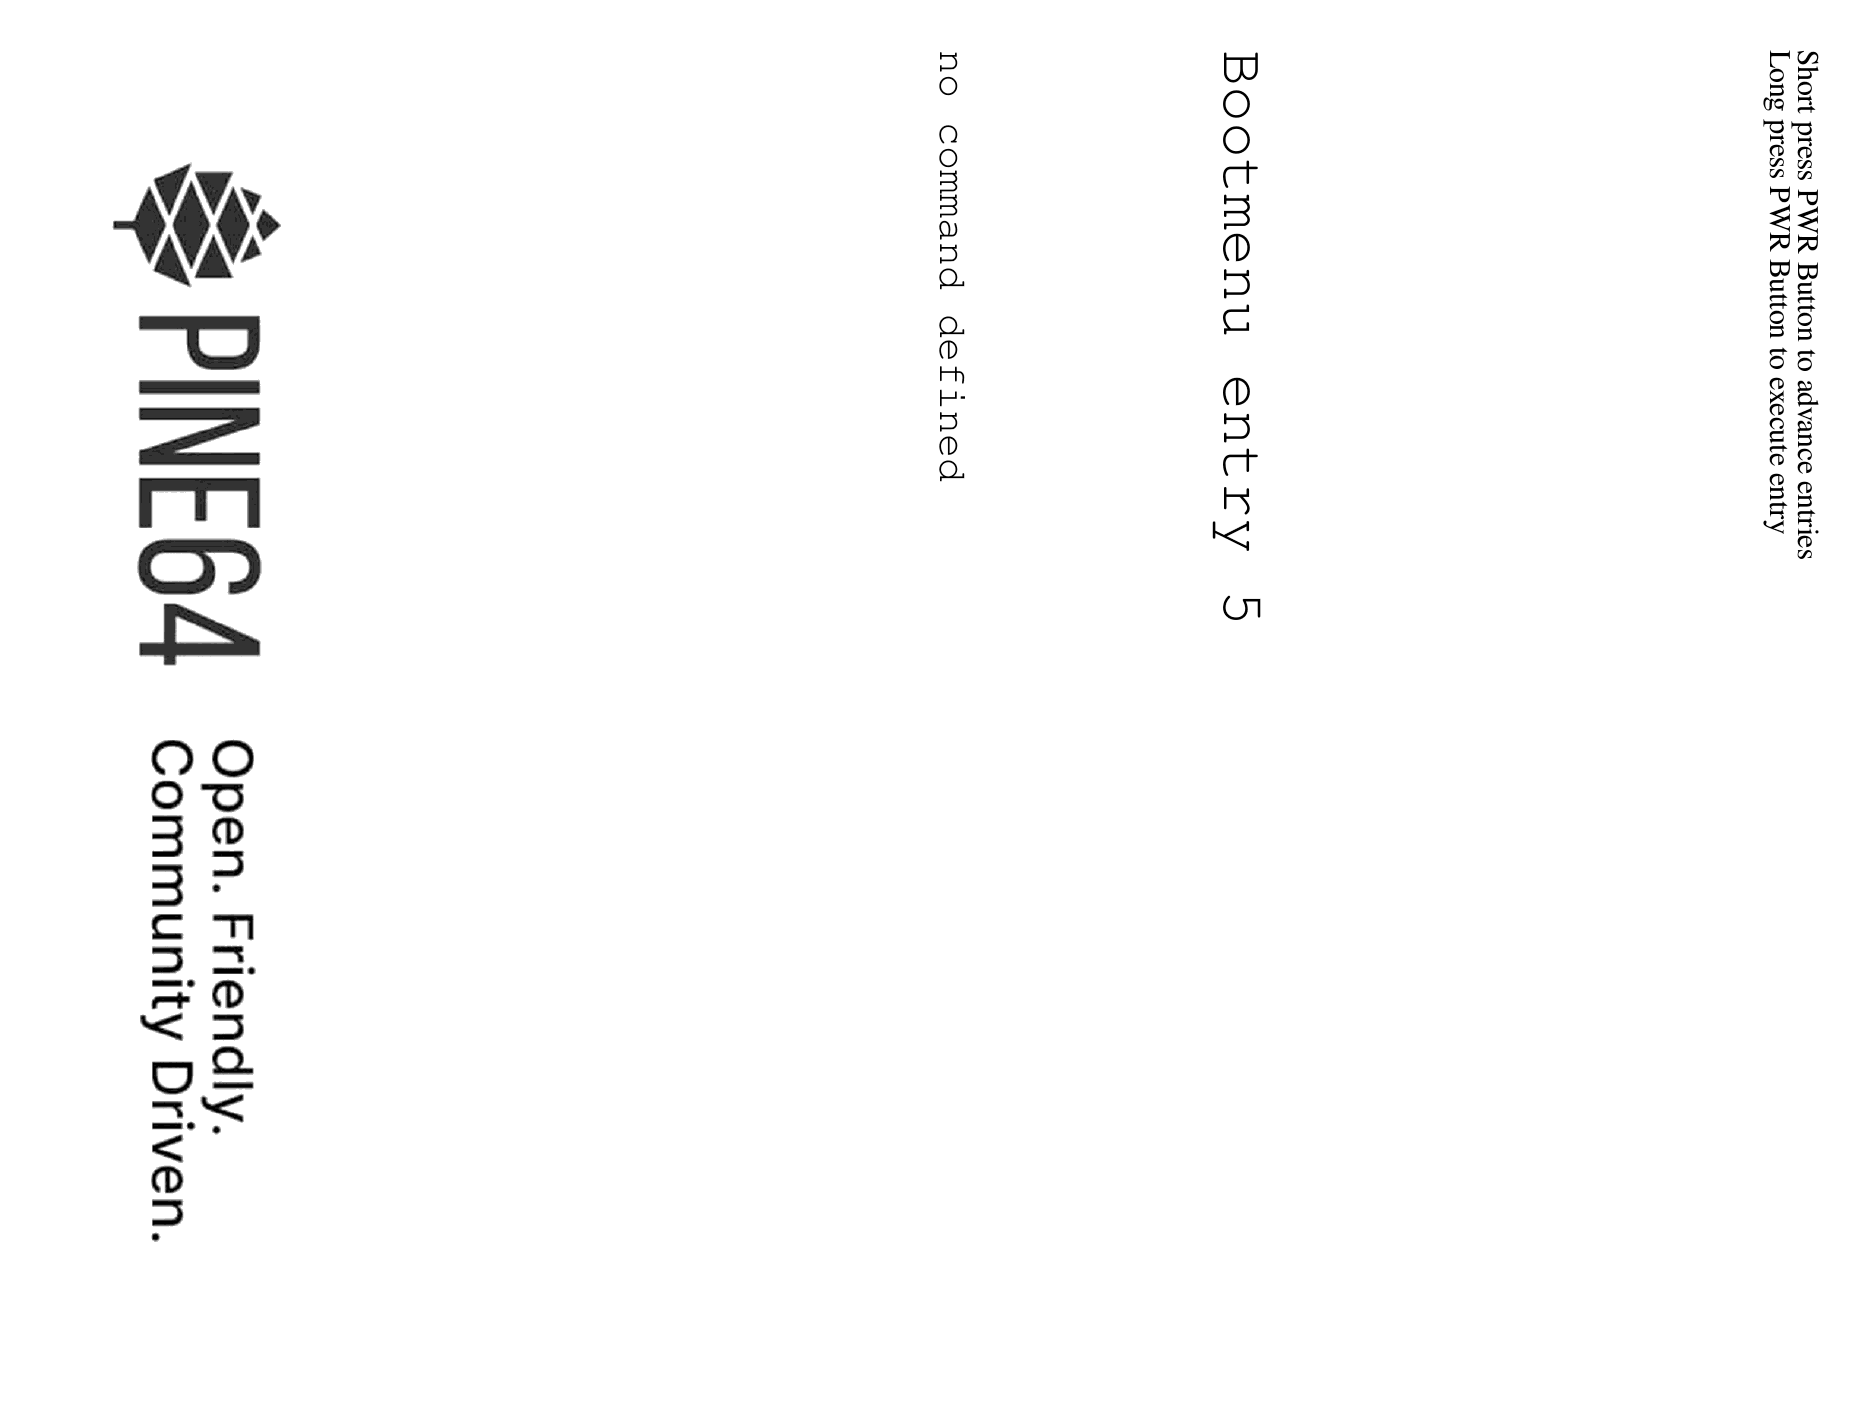 Short press PWR Button to advance entries
Long press PWR Button to execute entry
Bootmenu entry 5
no command defined
PINE64
Open. Friendly.
Community Driven.